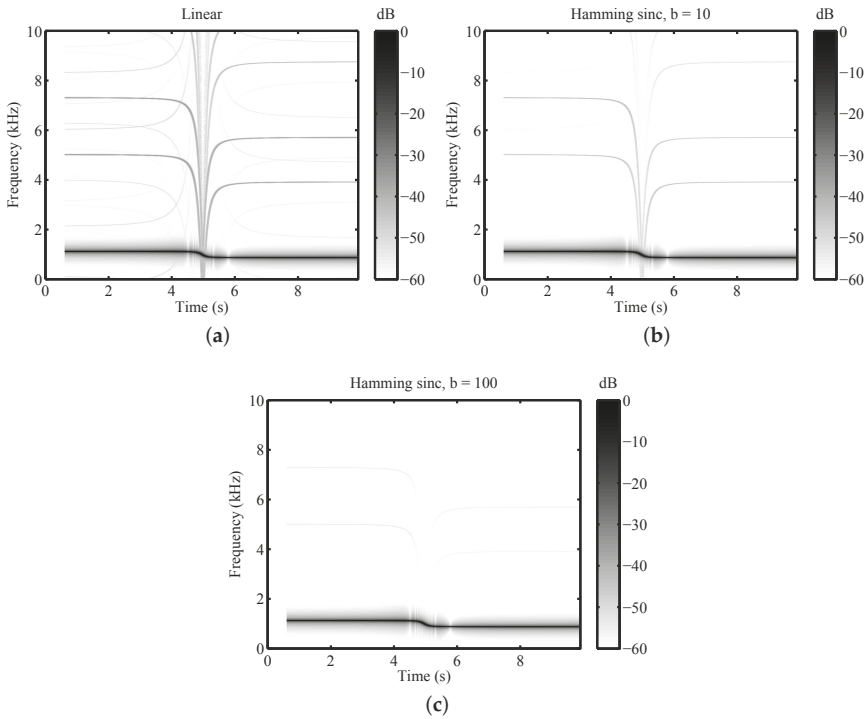 Linear
dB
10
8
6
4
2
0
Frequency (kHz)
0 2 4 6 8
Time (s)
0
−10
−20
−30
−40
−50
−60
(a)
Hamming sinc, b = 10
dB
10
8
6
4
2
0
Frequency (kHz)
0 2 4 6 8
Time (s)
0
−10
−20
−30
−40
−50
−60
(b)
Hamming sinc, b = 100
dB
10
8
6
4
2
0
Frequency (kHz)
0 2 4 6 8
Time (s)
0
−10
−20
−30
−40
−50
−60
(c)